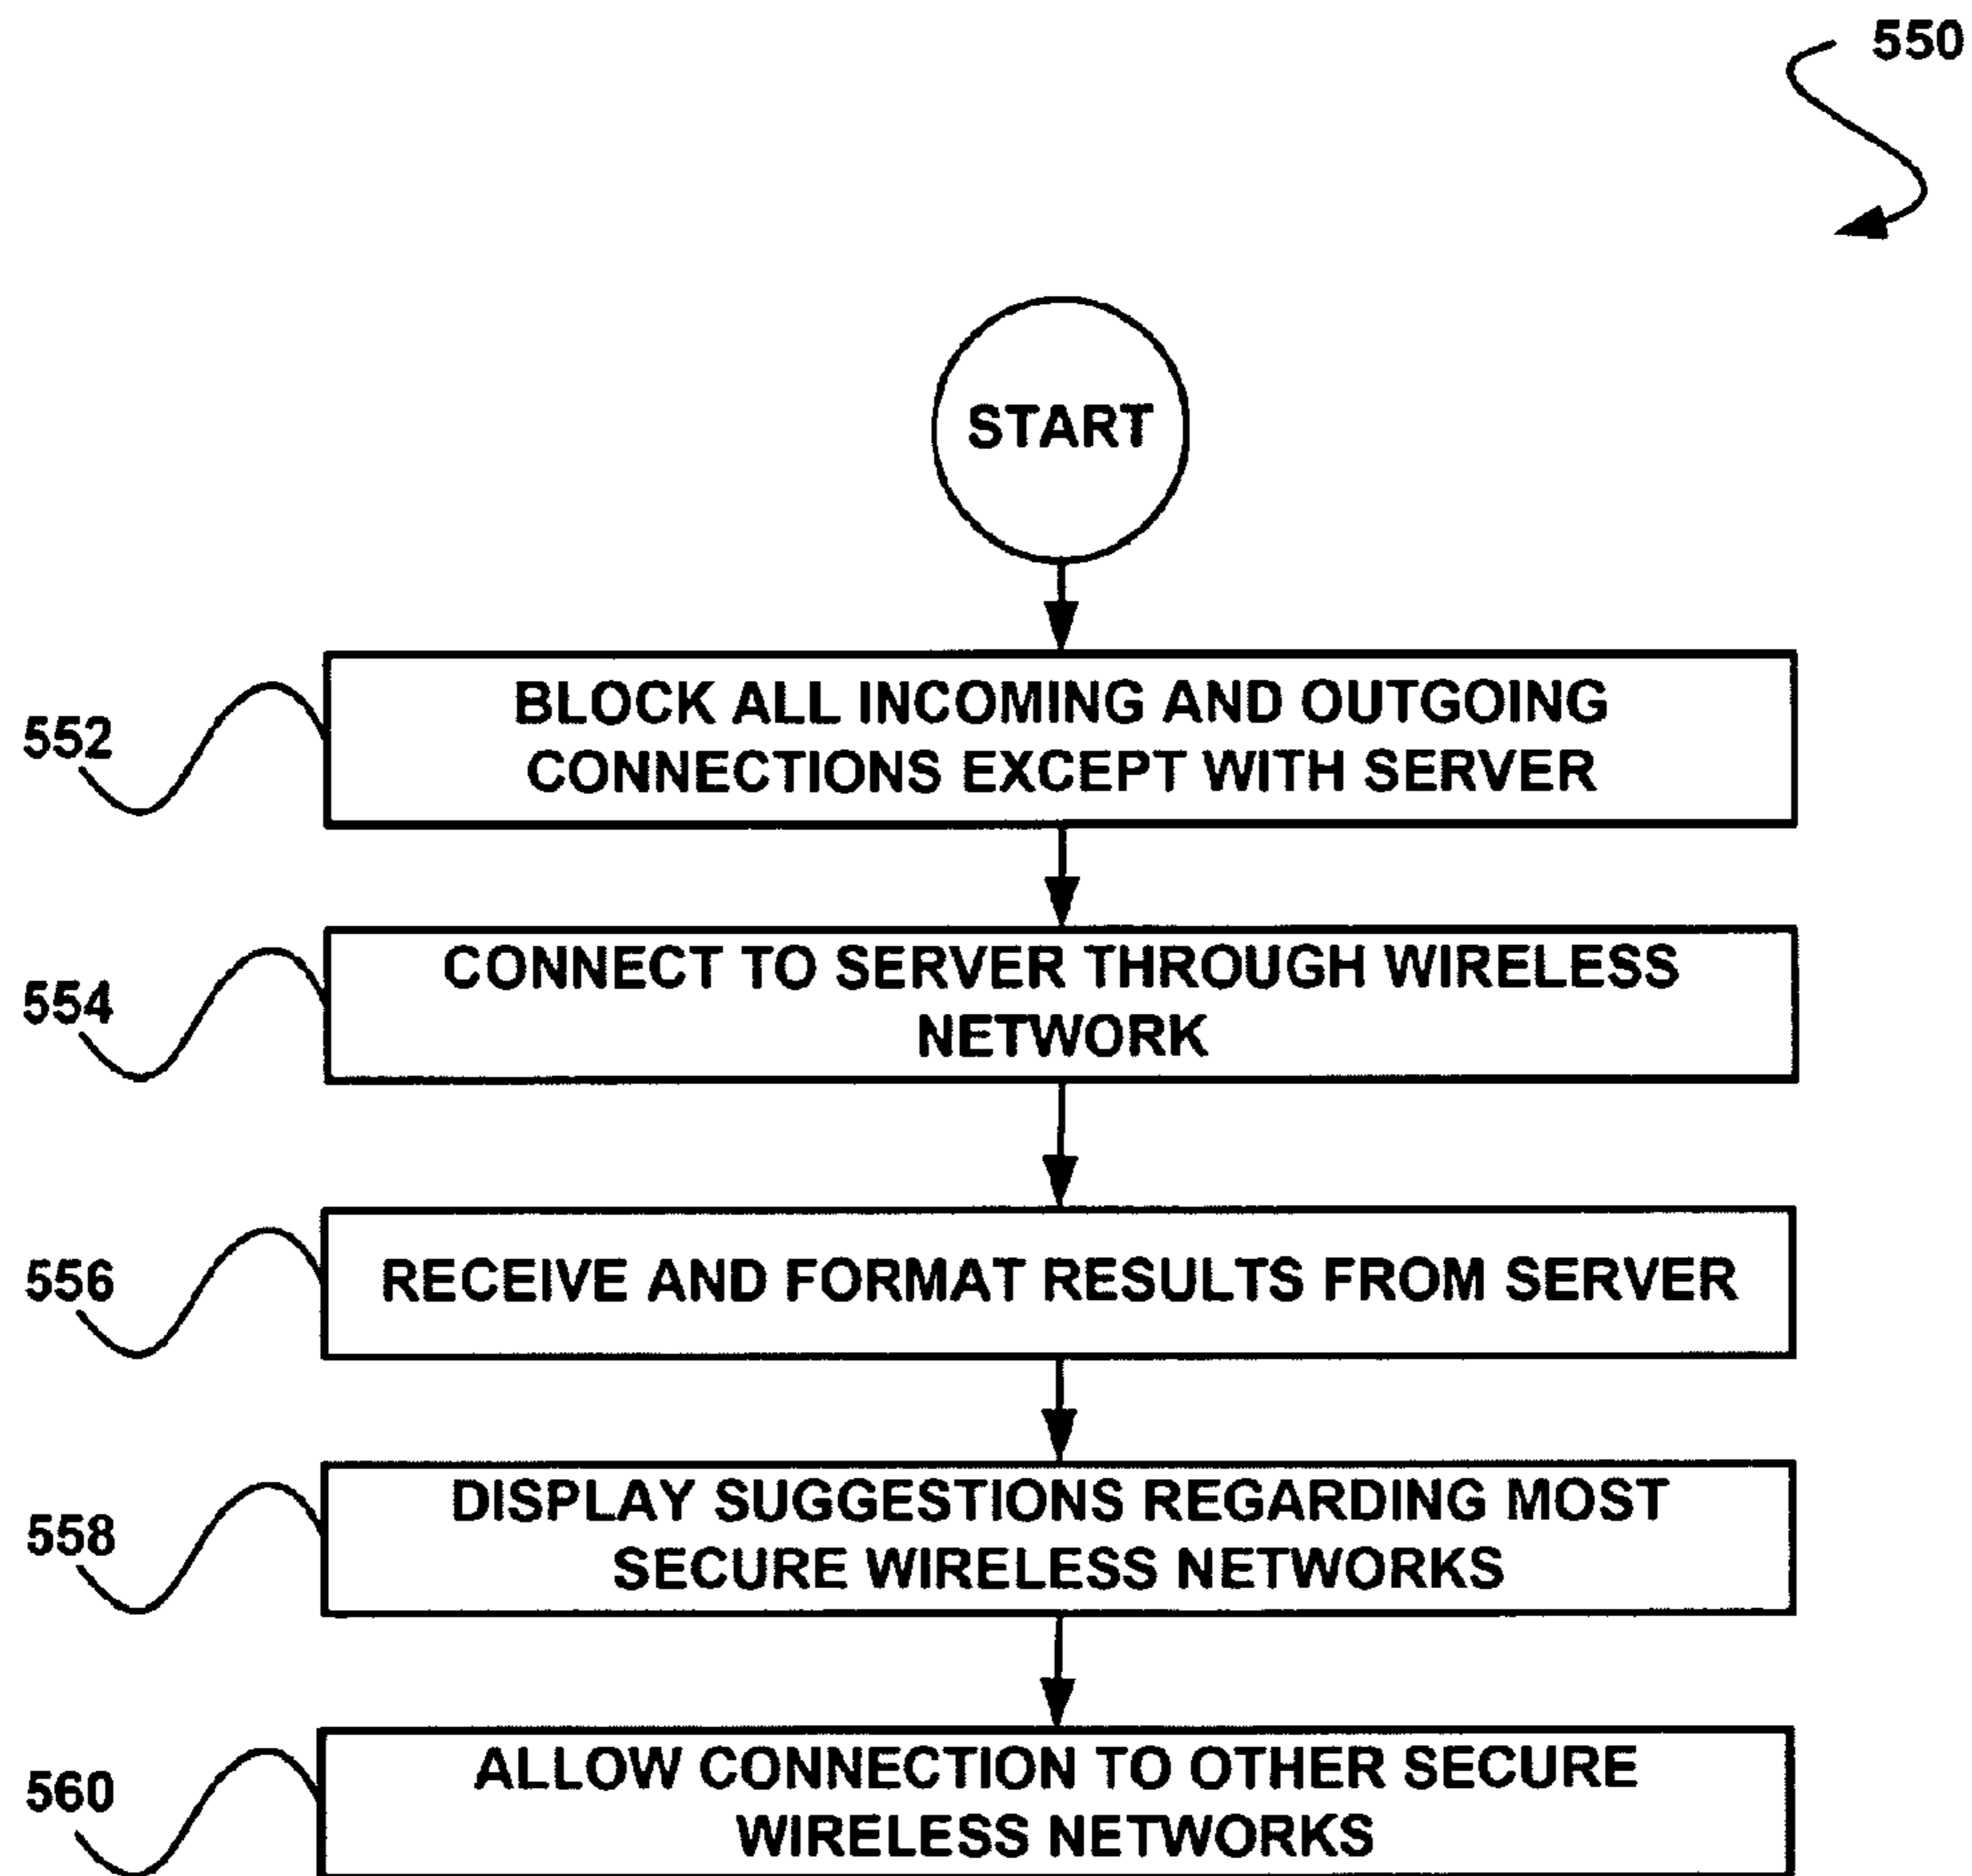 550
START
552
BLOCK ALL INCOMING AND OUTGOING
CONNECTIONS EXCEPT WITH SERVER
554
CONNECT TO SERVER THROUGH WIRELESS
NETWORK
556
RECEIVE AND FORMAT RESULTS FROM SERVER
558
DISPLAY SUGGESTIONS REGARDING MOST
SECURE WIRELESS NETWORKS
560
ALLOW CONNECTION TO OTHER SECURE
WIRELESS NETWORKS